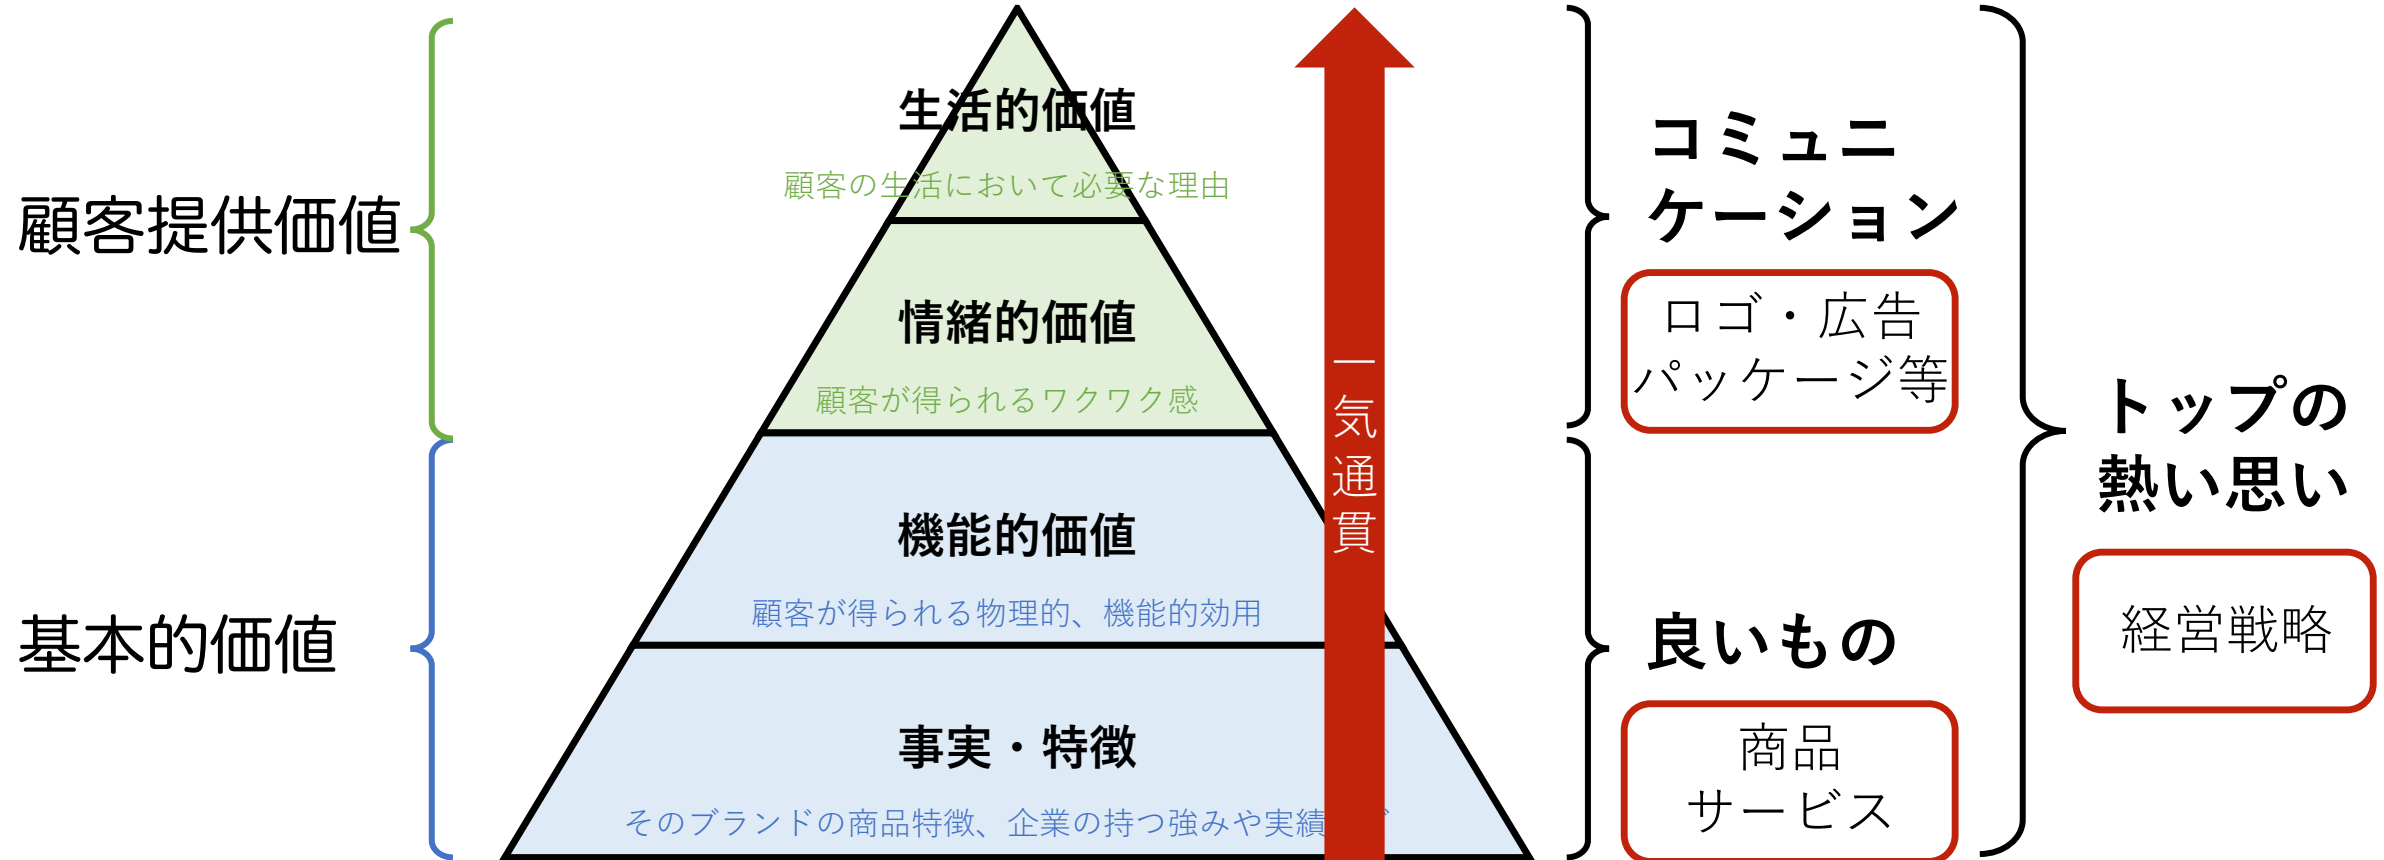 顧客提供価値
基本的価値
生活的価値
顧客の生活において必要な理由
情緒的価値
顧客が得られるワクワク感
機能的価値
顧客が得られる物理的、機能的効用
事実・特徴
そのブランドの商品特徴、企業の持つ強みや実績
一気通貫
コミュニ
ケーション
ロゴ・広告
パッケージ等
良いもの
商品
サービス
トップの
熱い思い
経営戦略